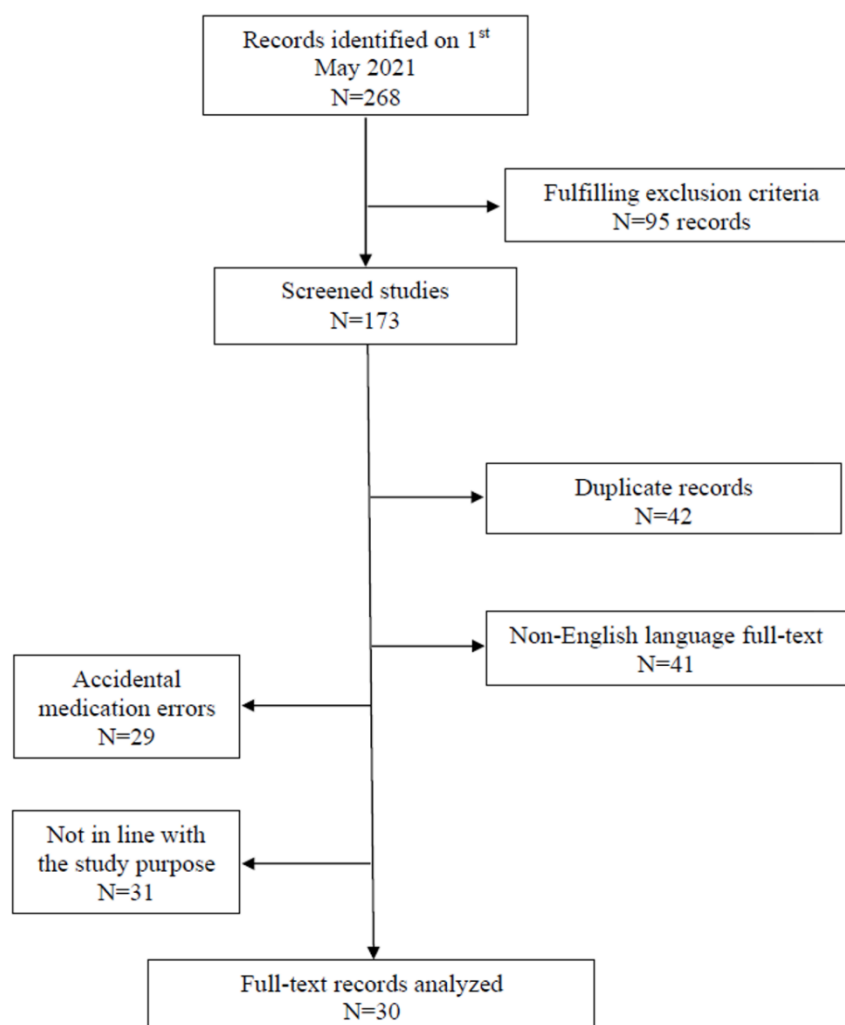 Records identified on 1st
May 2021
N=268
Fulfilling exclusion criteria
N=95 records
Screened studies
N=173
Duplicate records
N=42
Non-English language full-text
N=41
Accidental
medication errors
N=29
Not in line with
the study purpose
N=31
Full-text records analyzed
N=30